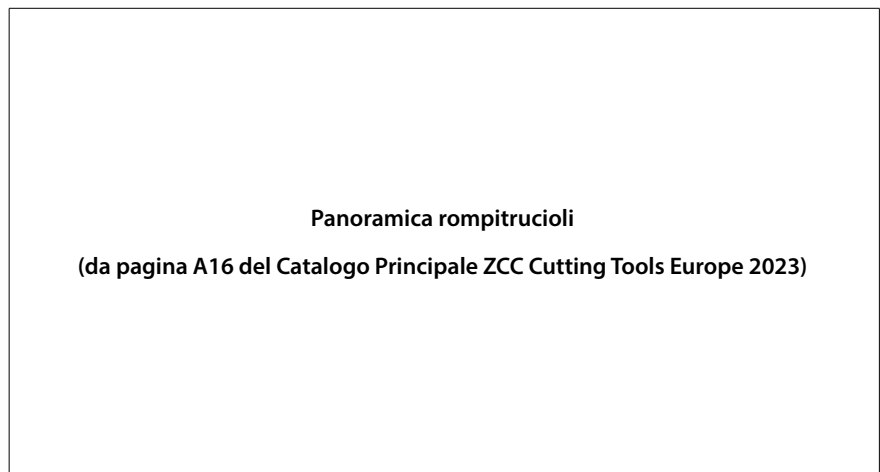 Panoramica rompitrucioli
(da pagina A16 del Catalogo Principale ZCC Cutting Tools Europe 2023)